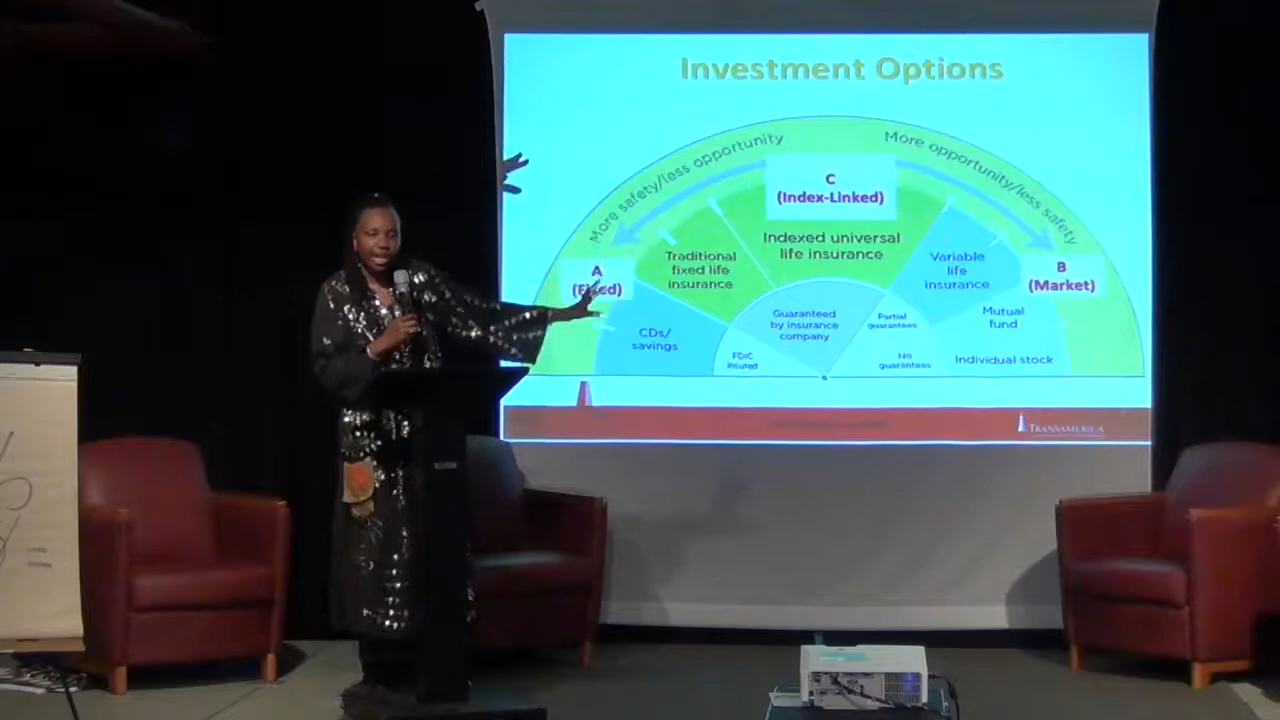 Investment Options
More safety/less opportunity
More opportunity/less safety
C
(Index-Linked)
Indexed universal
life insurance
Traditional
fixed life
insurance
Variable
life
insurance
A
(Fixed)
B
(Market)
CDs/
savings
Guaranteed
by insurance
company
Partial
guarantees
Mutual
fund
FDIC
insured
No
guarantees
Individual stock
TRANSAMERICA